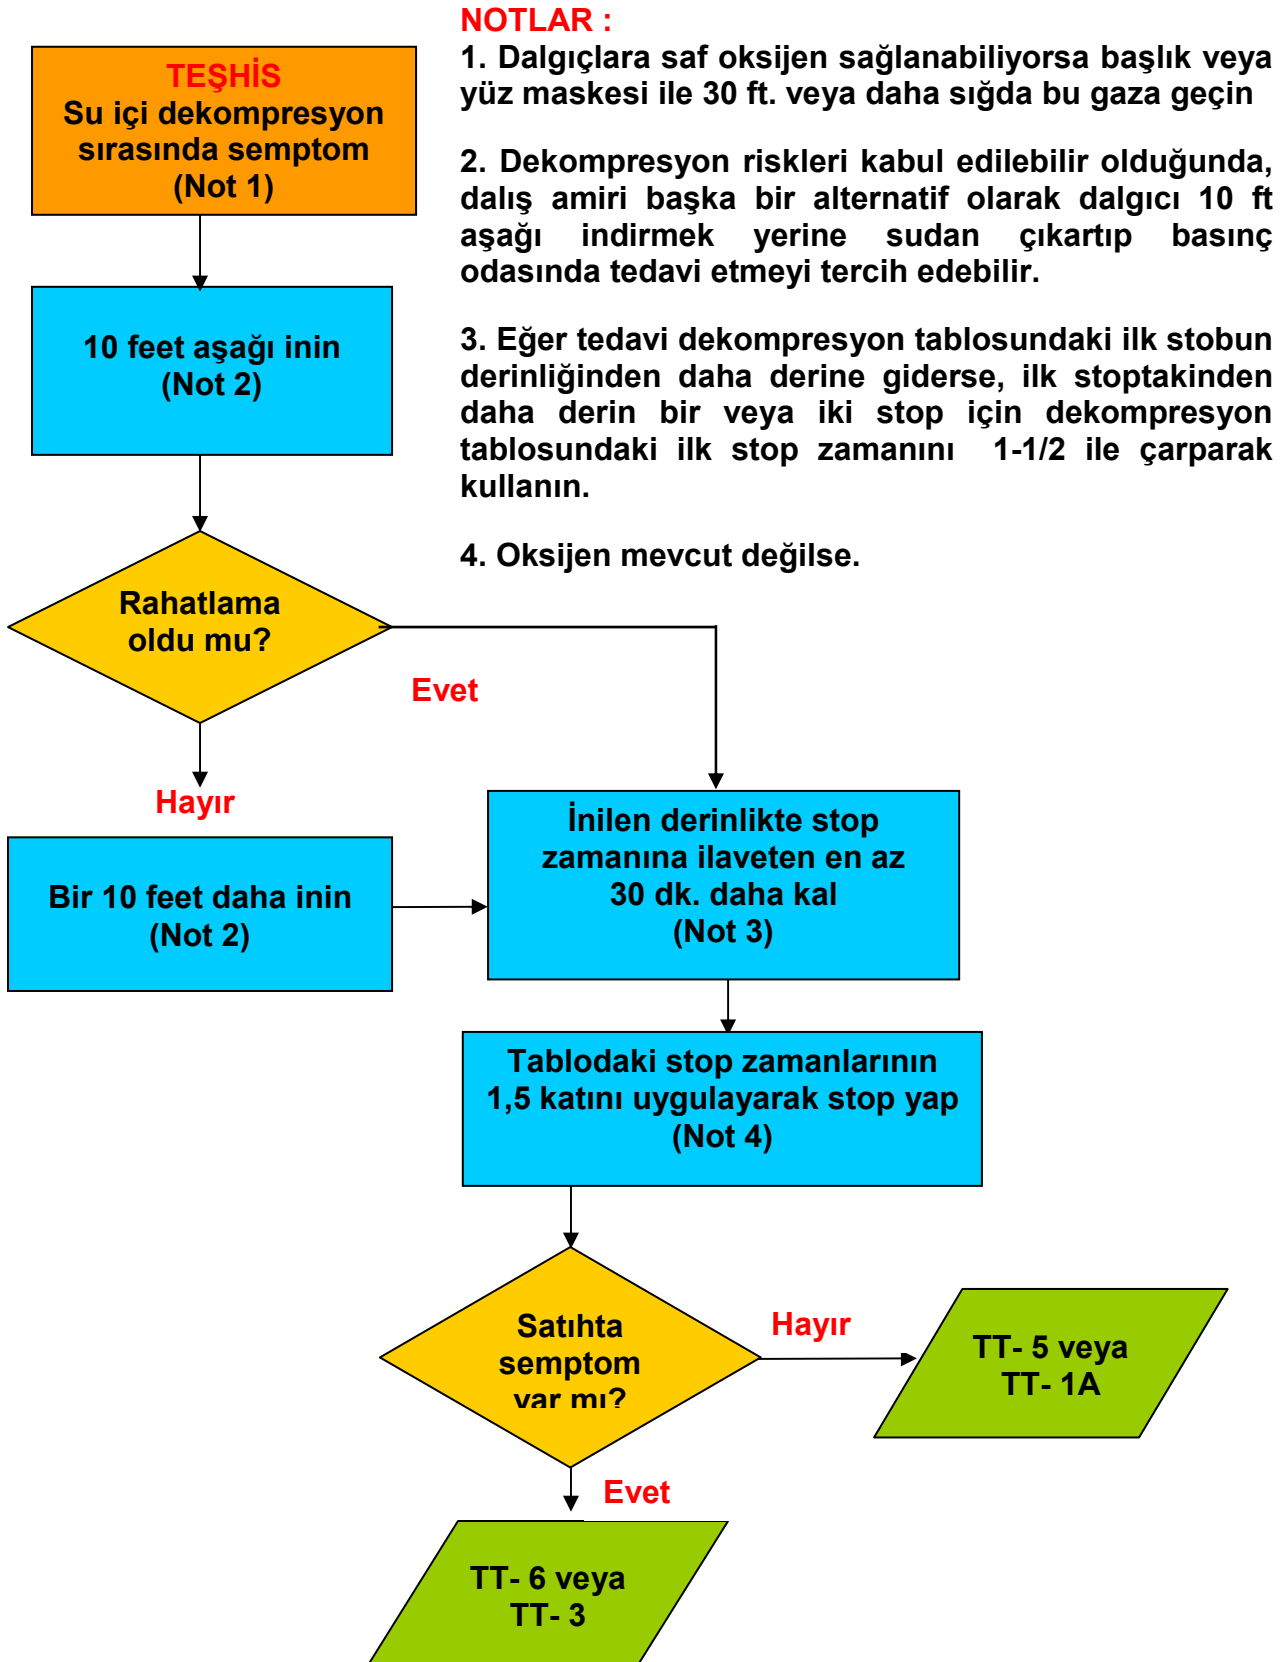 NOTLAR :
1. Dalgıçlara saf oksijen sağlanabiliyorsa başlık veya
yüz maskesi ile 30 ft. veya daha sığda bu gaza geçin
2. Dekompresyon riskleri kabul edilebilir olduğunda,
dalış amiri başka bir alternatif olarak dalgıcı 10 ft
aşağı indirmek yerine sudan çıkartıp basınç
odasında tedavi etmeyi tercih edebilir.
3. Eğer tedavi dekompresyon tablosundaki ilk stobun
derinliğinden daha derine giderse, ilk stoptakinden
daha derin bir veya iki stop için dekompresyon
tablosundaki ilk stop zamanını 1-1/2 ile çarparak
kullanın.
4. Oksijen mevcut değilse.
TEŞHİS
Su içi dekompresyon
sırasında semptom
(Not 1)
10 feet aşağı inin
(Not 2)
Rahatlama
oldu mu?
Evet
Hayır
Bir 10 feet daha inin
(Not 2)
İnilen derinlikte stop
zamanına ilaveten en az
30 dk. daha kal
(Not 3)
Tablodaki stop zamanlarının
1,5 katını uygulayarak stop yap
(Not 4)
Satıhta
semptom
var mı?
Hayır
TT- 5 veya
TT- 1A
Evet
TT- 6 veya
TT- 3